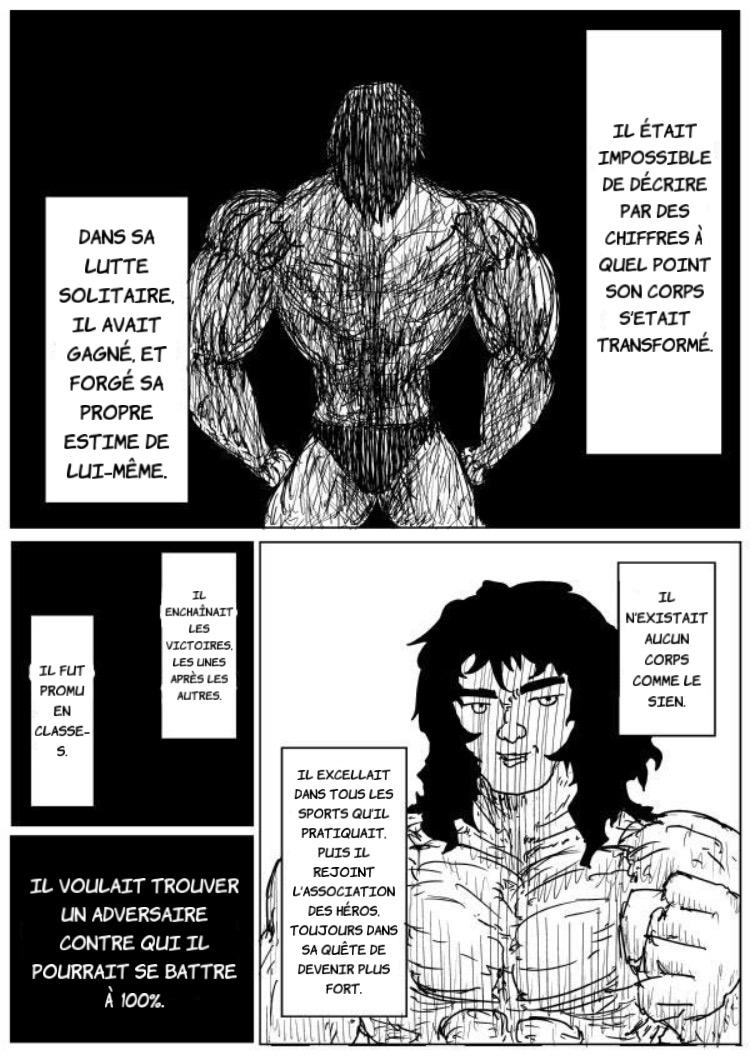 IL ÉTAIT
IMPOSSIBLE
DE DÉCRIRE
PAR DES
CHIFFRES À
QUEL POINT
SON CORPS
S'ETAIT
TRANSFORMÉ.
DANS SA
LUTTE
SOLITAIRE,
IL AVAIT
GAGNÉ, ET
FORGÉ SA
PROPRE
ESTIME DE
LUI-MÊME.
IL
N'EXISTAIT
AUCUN
CORPS
COMME LE
SIEN.
IL EXCELLAIT
DANS TOUS LES
SPORTS QU'IL
PRATIQUAIT,
PUIS IL
REJOINT
L'ASSOCIATION
DES HÉROS,
TOUJOURS DANS
SA QUÊTE DE
DEVENIR PLUS
FORT.
IL
ENCHAÎNAIT
LES
VICTOIRES,
LES UNES
APRÈS LES
AUTRES.
IL FUT
PROMU
EN
CLASSE-
S.
IL VOULAIT TROUVER
UN ADVERSAIRE
CONTRE QUI IL
POURRAIT SE BATTRE
À 100%.